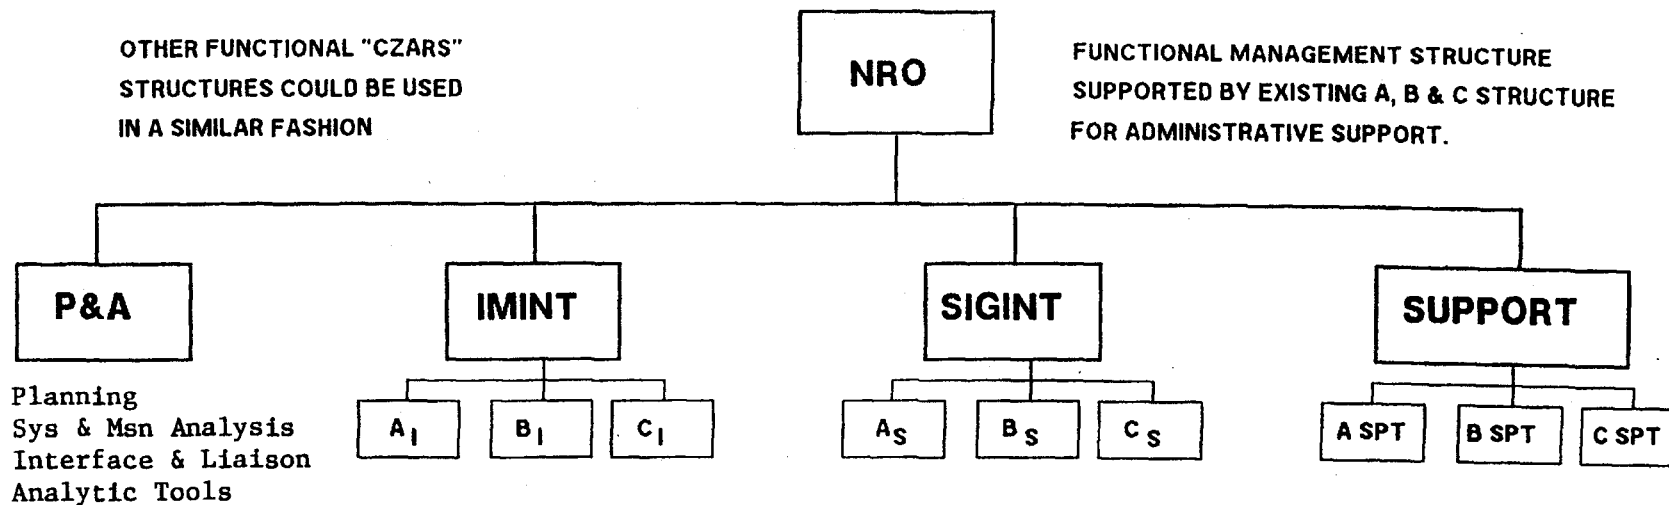 OTHER FUNCTIONAL "CZARS"
STRUCTURES COULD BE USED
IN A SIMILAR FASHION
NRO
FUNCTIONAL MANAGEMENT STRUCTURE
SUPPORTED BY EXISTING A, B & C STRUCTURE
FOR ADMINISTRATIVE SUPPORT.
P&A
IMINT
SIGINT
SUPPORT
Planning
Sys & Msn Analysis
Interface & Liaison
Analytic Tools
A I
B I
C I
A S
B S
C S
A SPT
B SPT
C SPT